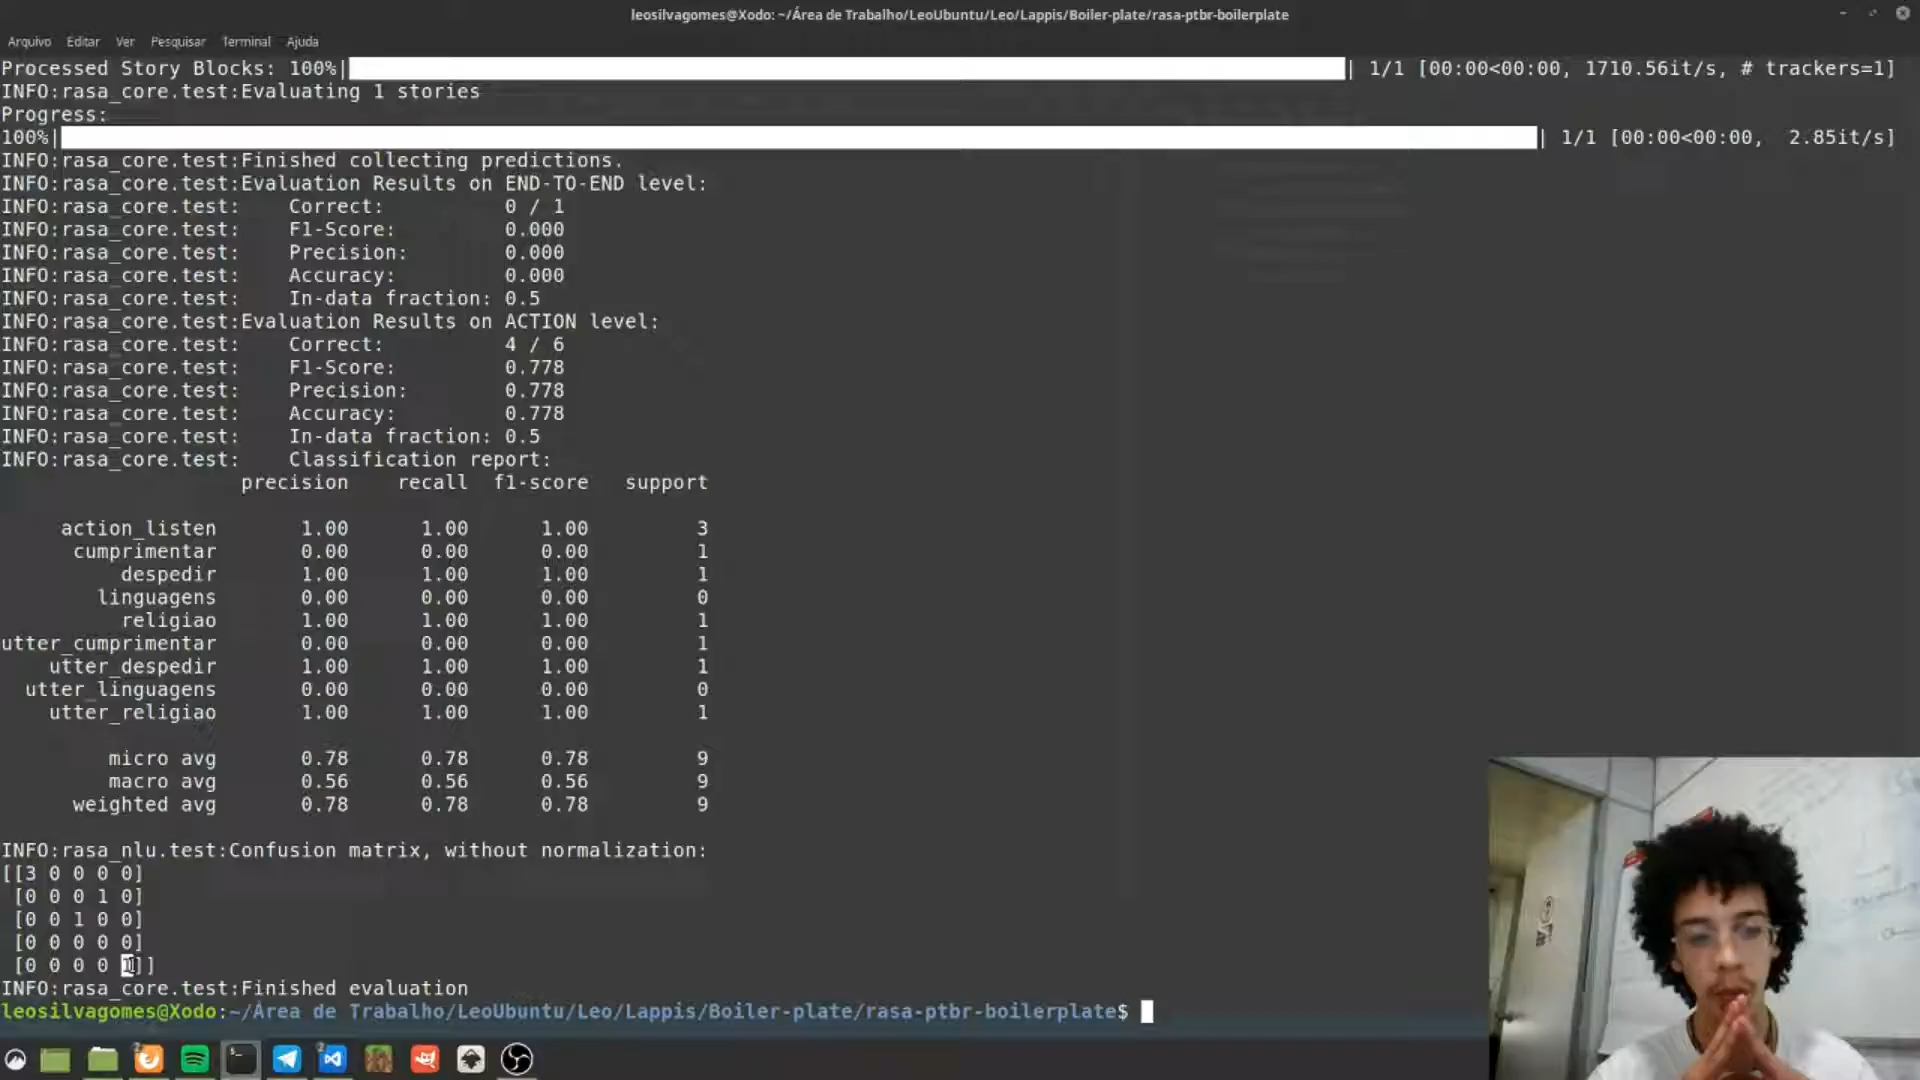 leosilvagomes@Xodo: ~/Área de Trabalho/LeoUbuntu/Leo/Lappis/Boiler-plate/rasa-ptbr-boilerplate
Arquivo Editar Ver Pesquisar Terminal Ajuda
Processed Story Blocks: 100%| | 1/1 [00:00<00:00, 1710.56it/s, # trackers=1]
INFO:rasa_core.test:Evaluating 1 stories
Progress:
100%| | 1/1 [00:00<00:00, 2.85it/s]
INFO:rasa_core.test:Finished collecting predictions.
INFO:rasa_core.test:Evaluation Results on END-TO-END level:
INFO:rasa_core.test: Correct: 0 / 1
INFO:rasa_core.test: F1-Score: 0.000
INFO:rasa_core.test: Precision: 0.000
INFO:rasa_core.test: Accuracy: 0.000
INFO:rasa_core.test: In-data fraction: 0.5
INFO:rasa_core.test:Evaluation Results on ACTION level:
INFO:rasa_core.test: Correct: 4 / 6
INFO:rasa_core.test: F1-Score: 0.778
INFO:rasa_core.test: Precision: 0.778
INFO:rasa_core.test: Accuracy: 0.778
INFO:rasa_core.test: In-data fraction: 0.5
INFO:rasa_core.test: Classification report:
precision recall f1-score support
action_listen 1.00 1.00 1.00 3
cumprimentar 0.00 0.00 0.00 1
despedir 1.00 1.00 1.00 1
linguagens 0.00 0.00 0.00 0
religiao 1.00 1.00 1.00 1
utter_cumprimentar 0.00 0.00 0.00 1
utter_despedir 1.00 1.00 1.00 1
utter_linguagens 0.00 0.00 0.00 0
utter_religiao 1.00 1.00 1.00 1
micro avg 0.78 0.78 0.78 9
macro avg 0.56 0.56 0.56 9
weighted avg 0.78 0.78 0.78 9
INFO:rasa_nlu.test:Confusion matrix, without normalization:
[[3 0 0 0 0]
[0 0 0 1 0]
[0 0 1 0 0]
[0 0 0 0 0]
[0 0 0 0 1]]
INFO:rasa_core.test:Finished evaluation
leosilvagomes@Xodo:~/Área de Trabalho/LeoUbuntu/Leo/Lappis/Boiler-plate/rasa-ptbr-boilerplate$